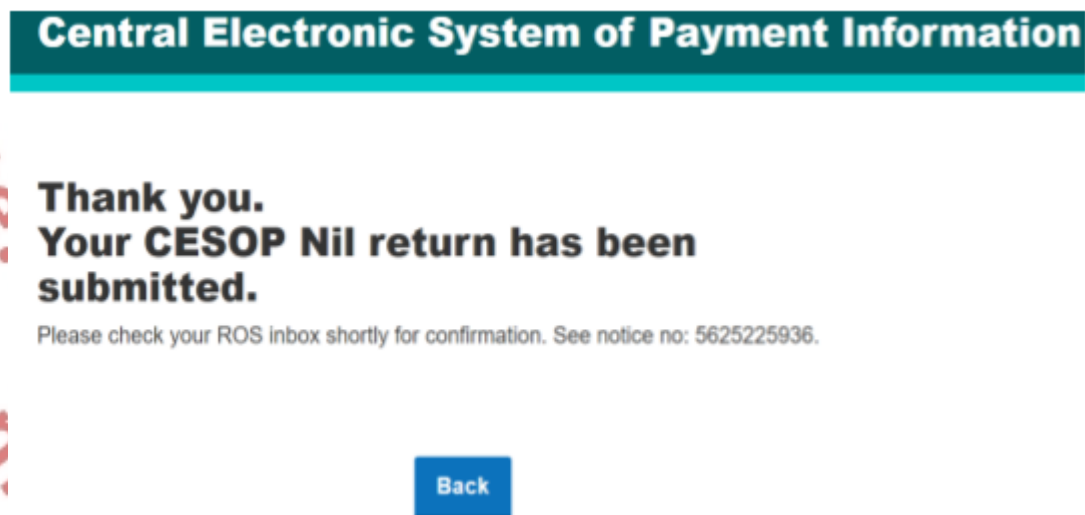 Central Electronic System of Payment Information
Thank you.
Your CESOP Nil return has been
submitted.
Please check your ROS inbox shortly for confirmation. See notice no: 5625225936.
Back